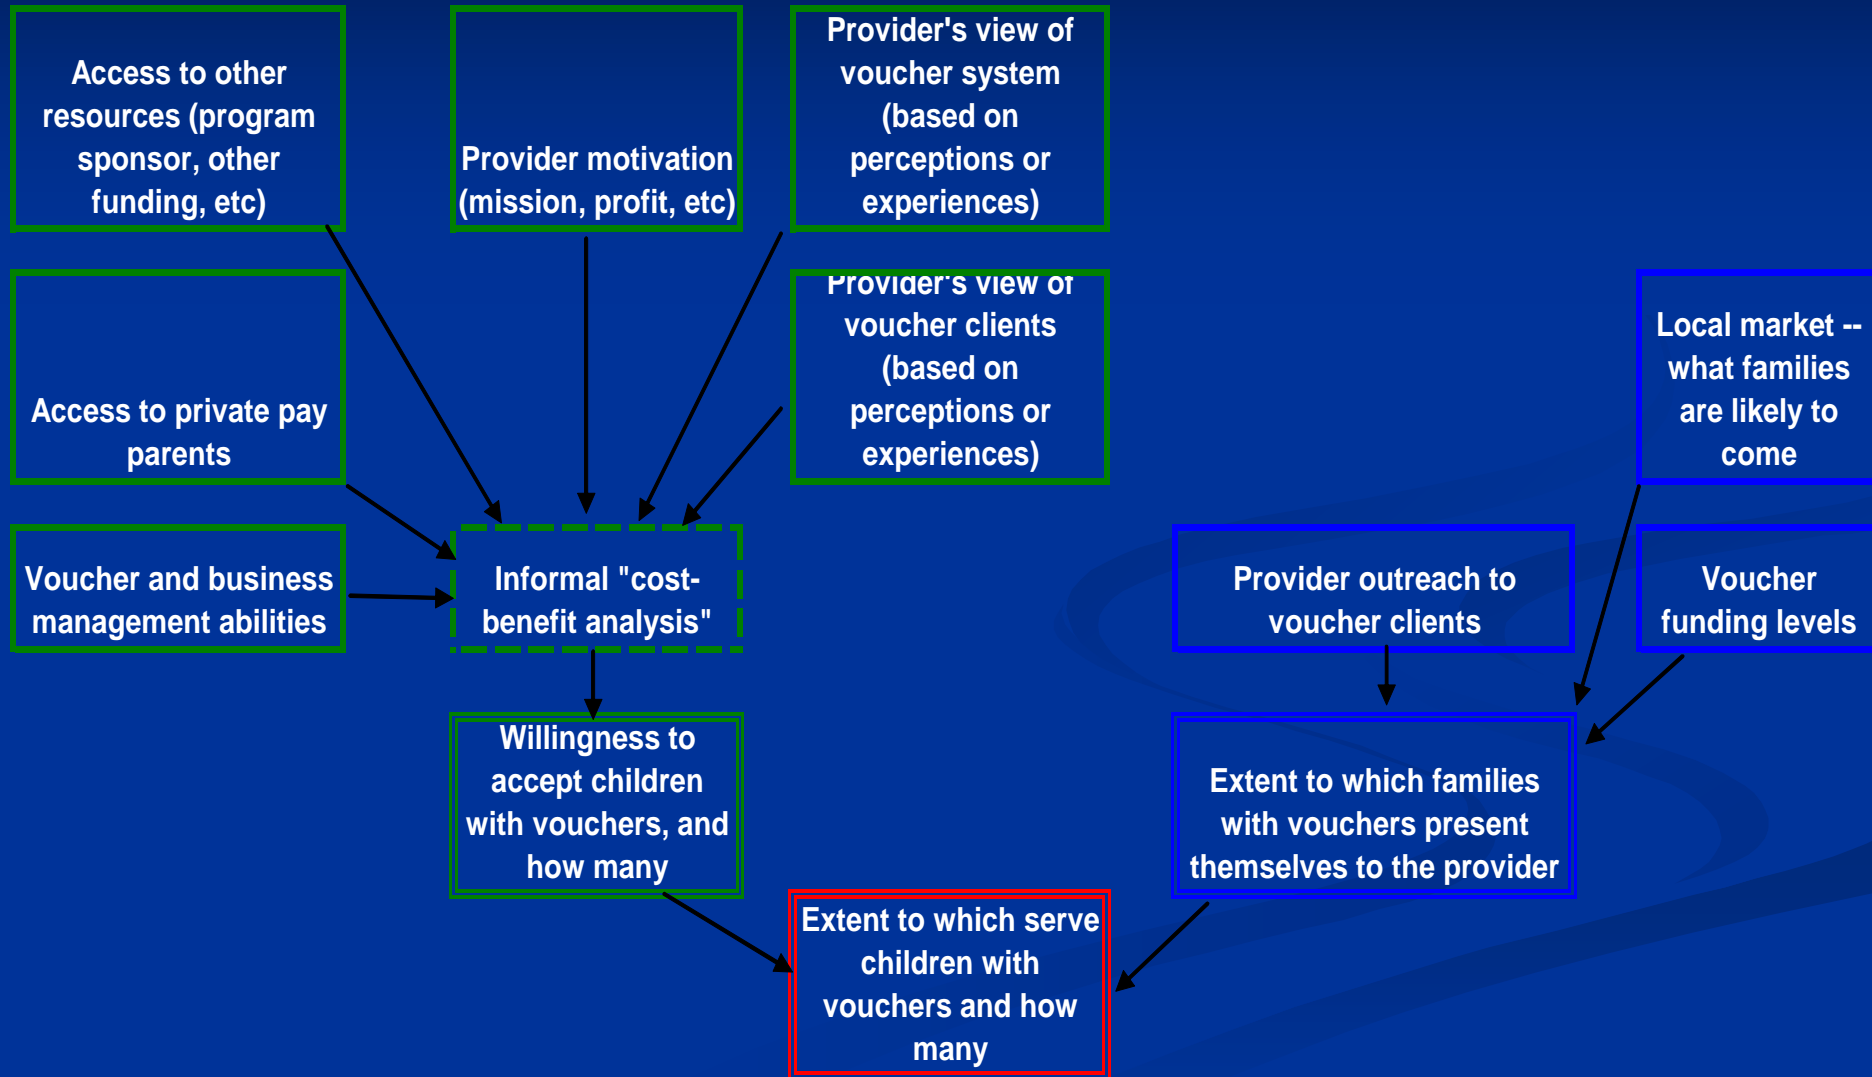 Access to other
resources (program
sponsor, other
funding, etc)
Provider motivation
(mission, profit, etc)
Provider's view of
voucher system
(based on
perceptions or
experiences)
Access to private pay
parents
Provider's view of
voucher clients
(based on
perceptions or
experiences)
Local market --
what families
are likely to
come
Voucher and business
management abilities
Informal "cost-
benefit analysis"
Provider outreach to
voucher clients
Voucher
funding levels
Willingness to
accept children
with vouchers, and
how many
Extent to which families
with vouchers present
themselves to the provider
Extent to which serve
children with
vouchers and how
many